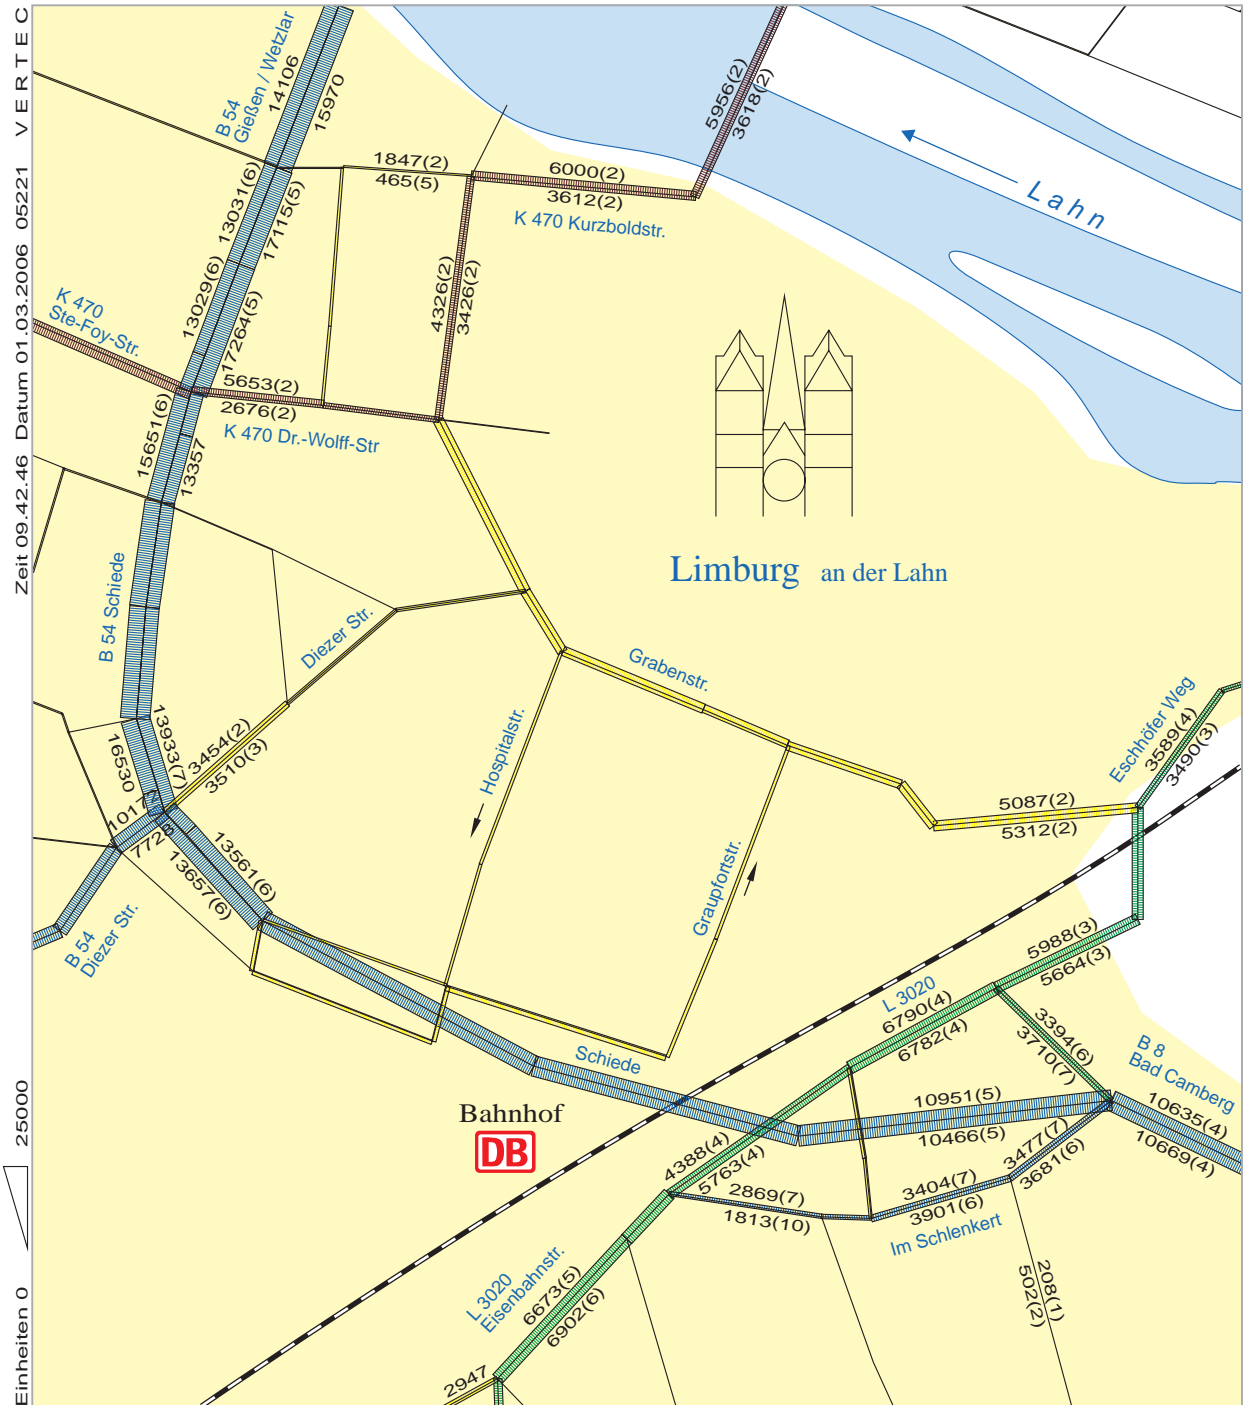 Zeit 09.42.46 Datum 01.03.2006 05221 VERTEC
Einheiten 0 25000
B 54
Gießen / Wetzlar
14106
15970
5956(2)
3618(2)
Lahn
1847(2)
465(5)
6000(2)
3612(2)
K 470 Kurzboldstr.
13031(6)
17115(5)
4326(2)
3426(2)
13029(6)
17264(5)
K 470
Ste-Foy-Str.
5653(2)
2676(2)
K 470 Dr.-Wolff-Str
15651(6)
13357
Limburg an der Lahn
B 54 Schiede
Diezer Str.
Grabenstr.
Eschhöfer Weg
3589(4)
3490(3)
13933(7)
16530
3454(2)
3510(3)
Hospitalstr.
5087(2)
5312(2)
13561(6)
13657(6)
Graupfortstr.
B 54
Diezer Str.
5988(3)
5664(3)
L 3020
6790(4)
6782(4)
3394(6)
3710(7)
B 8
Bad Camberg
Schiede
10951(5)
10466(5)
10635(4)
10669(4)
Bahnhof
DB
4388(4)
5763(4)
3477(7)
3681(6)
2869(7)
1813(10)
3404(7)
3901(6)
Im Schlenkert
L 3020
Eisenbahnstr.
6673(5)
6902(6)
208(1)
502(2)
2947